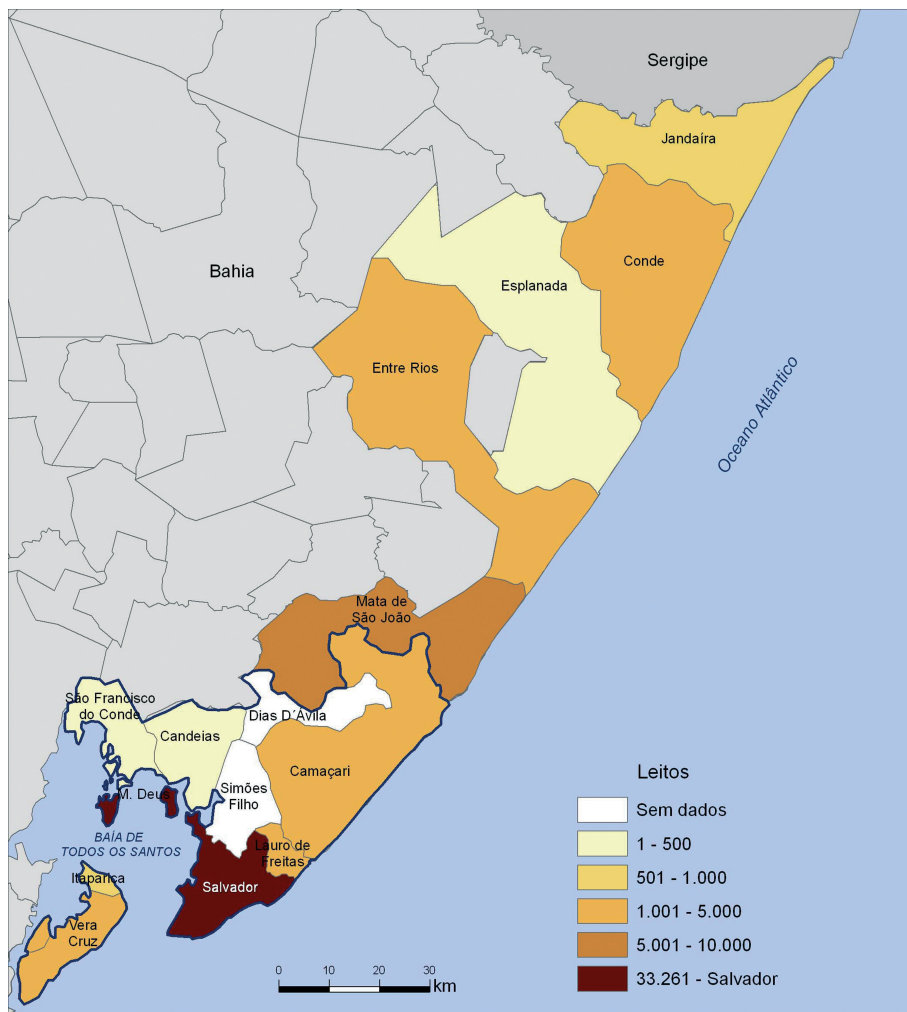 Sergipe
Jandaíra
Conde
Bahia
Esplanada
Entre Rios
Oceano Atlântico
Mata de
São João
São Francisco
do Conde
Dias D´Ávila
Candeias
Camaçari
Simões
Filho
M. Deus
BAÍA DE
TODOS OS SANTOS
Lauro de
Freitas
Itaparica
Salvador
Vera
Cruz
Leitos
Sem dados
1 - 500
501 - 1.000
1.001 - 5.000
5.001 - 10.000
33.261 - Salvador
0 10 20 30
km